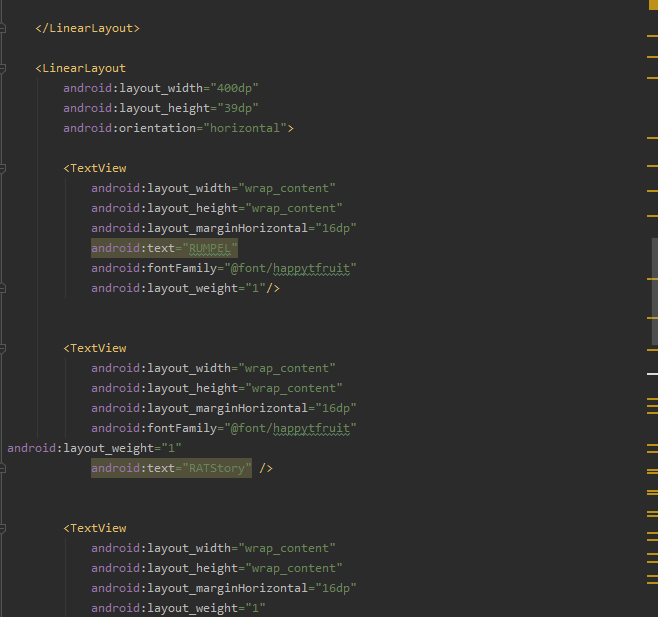 </LinearLayout>
<LinearLayout
android:layout_width="400dp"
android:layout_height="39dp"
android:orientation="horizontal">
<TextView
android:layout_width="wrap_content"
android:layout_height="wrap_content"
android:layout_marginHorizontal="16dp"
android:text="RUMPEL"
android:fontFamily="@font/happytfruit"
android:layout_weight="1"/>
<TextView
android:layout_width="wrap_content"
android:layout_height="wrap_content"
android:layout_marginHorizontal="16dp"
android:fontFamily="@font/happytfruit"
android:layout_weight="1"
android:text="RATStory" />
<TextView
android:layout_width="wrap_content"
android:layout_height="wrap_content"
android:layout_marginHorizontal="16dp"
android:layout_weight="1"